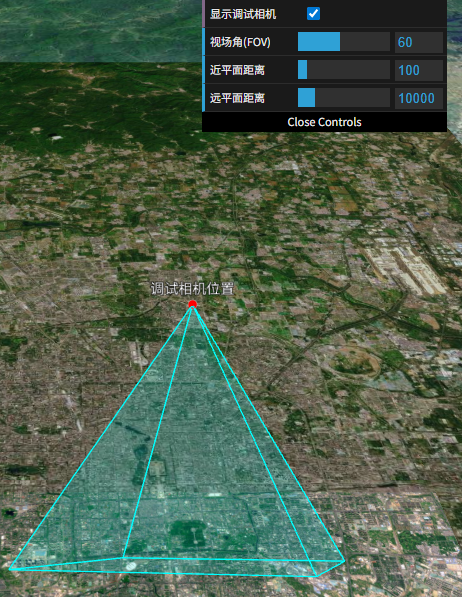 显示调试相机
视场角(FOV) 60
近平面距离 100
远平面距离 10000
Close Controls
调试相机位置